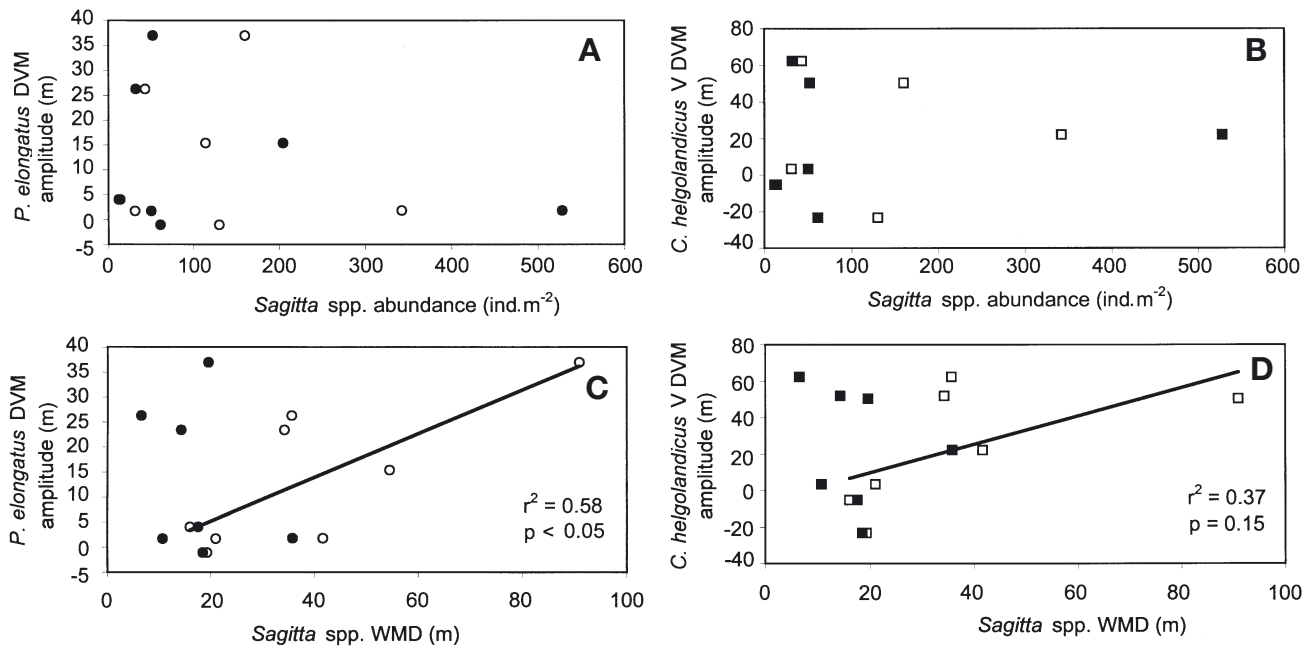 A
P. elongatus DVM
amplitude (m)
40
35
30
25
20
15
10
5
0
-5
0 100 200 300 400 500 600
Sagitta spp. abundance (ind.m-2)
B
C. helgolandicus V DVM
amplitude (m)
80
60
40
20
0
-20
-40
0 100 200 300 400 500 600
Sagitta spp. abundance (ind.m-2)
C
P. elongatus DVM
amplitude (m)
40
35
30
25
20
15
10
5
0
-5
r2 = 0.58
p < 0.05
0 20 40 60 80 100
Sagitta spp. WMD (m)
D
C. helgolandicus V DVM
amplitude (m)
80
60
40
20
0
-20
-40
r2 = 0.37
p = 0.15
0 20 40 60 80 100
Sagitta spp. WMD (m)